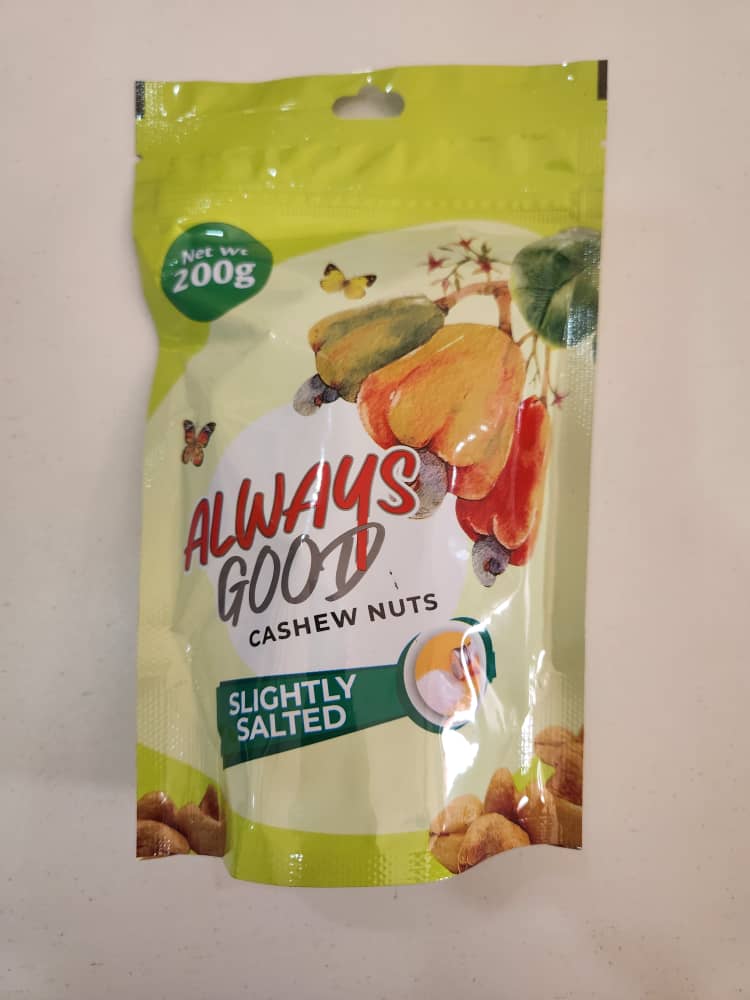 Net Wt
200g
ALWAYS
GOOD
CASHEW NUTS
SLIGHTLY
SALTED